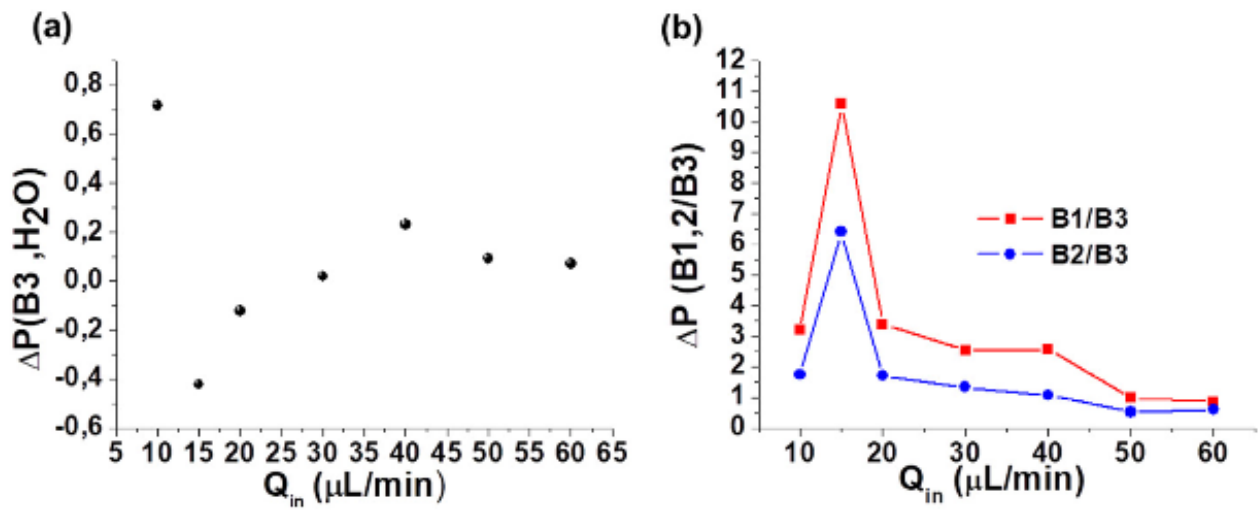 (a)
ΔP(B3 ,H₂O)
0,8
0,6
0,4
0,2
0,0
-0,2
-0,4
-0,6
5 10 15 20 25 30 35 40 45 50 55 60 65
Qin (μL/min)
(b)
ΔP (B1,2/B3)
12
11
10
9
8
7
6
5
4
3
2
1
0
B1/B3
B2/B3
10 20 30 40 50 60
Qin (μL/min)